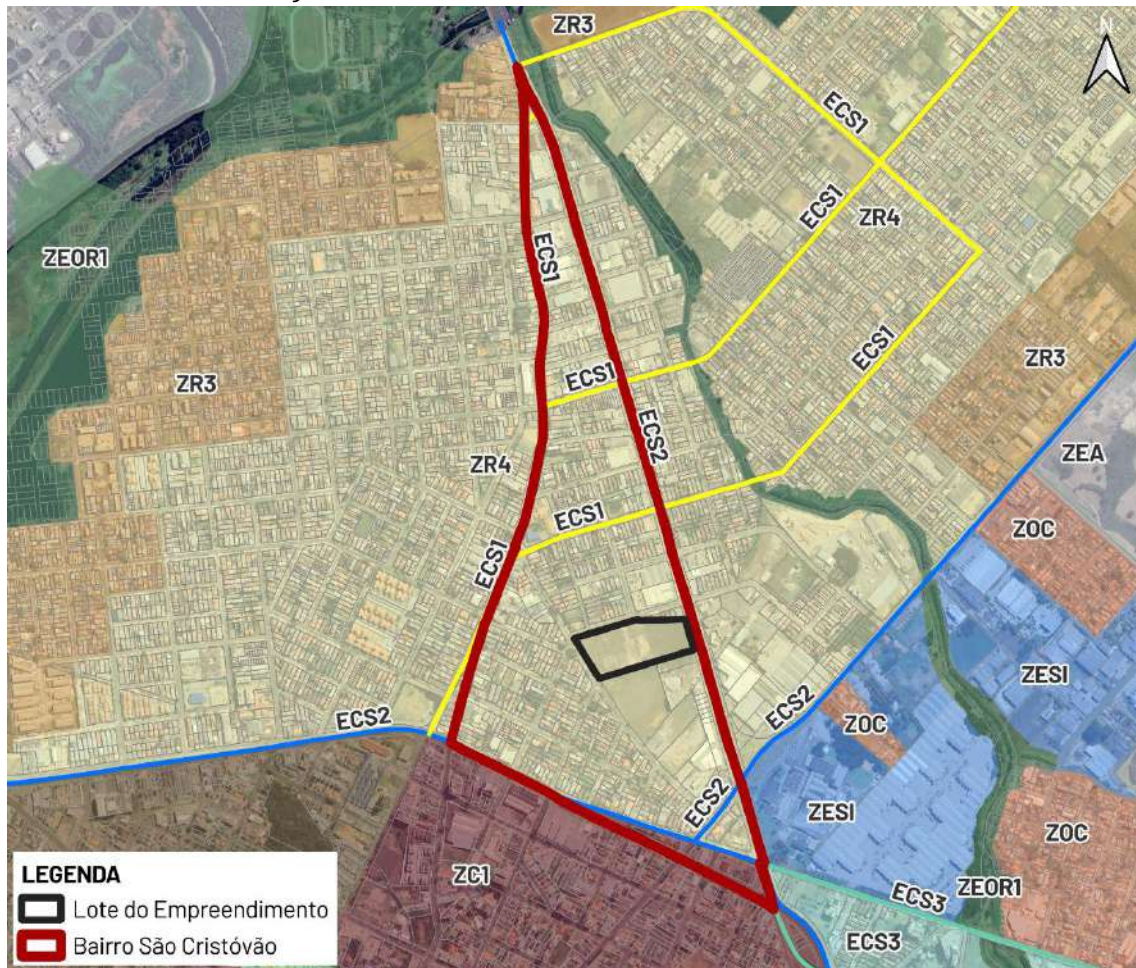 ZR3
N
ECS1
ECS1
ZR4
ECS1
ZEOR1
ZR3
ECS1
ECS1
ZR3
ECS2
ZEA
ZR4
ECS1
ZOC
ECS1
ZESI
ECS2
ZOC
ECS2
ECS2
ZESI
ZOC
ZC1
ECS3
ZEOR1
ECS3
LEGENDA
Lote do Empreendimento
Bairro São Cristóvão